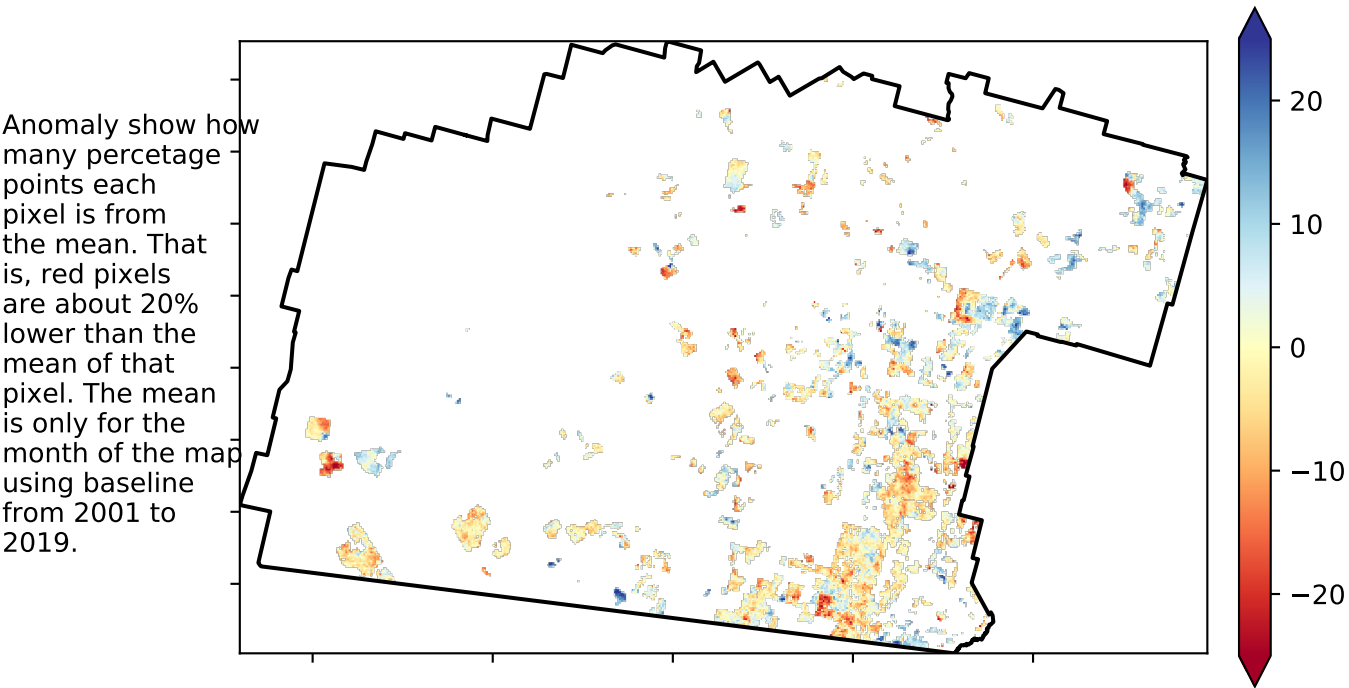 Anomaly show how
many percetage
points each
pixel is from
the mean. That
is, red pixels
are about 20%
lower than the
mean of that
pixel. The mean
is only for the
month of the map
using baseline
from 2001 to
2019.
20
10
0
−10
−20